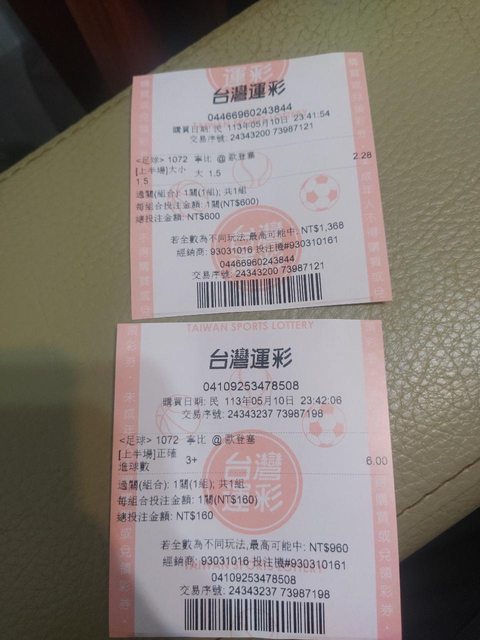 台灣運彩
04466960243844
購買日期: 民 113年05月10日 23:41:54
交易序號: 24343200 73987121
<足球> 1072 寧比 @ 歐登塞
[上半場]大小 大 1.5 2.28
1.5
過關(組合): 1關(1組); 共1組
每組合投注金額: 1關(NT$600)
總投注金額: NT$600
若全數為不同玩法,最高可能中: NT$1,368
經銷商: 93031016 投注機#930310161
04466960243844
交易序號: 24343200 73987121
TAIWAN SPORTS LOTTERY
台灣運彩
04109253478508
購買日期: 民 113年05月10日 23:42:06
交易序號: 24343237 73987198
<足球> 1072 寧比 @ 歐登塞
[上半場]正確 3+ 6.00
進球數
台灣
運彩
過關(組合): 1關(1組); 共1組
每組合投注金額: 1關(NT$160)
總投注金額: NT$160
若全數為不同玩法,最高可能中: NT$960
經銷商: 93031016 投注機#930310161
TAIWAN SPORTS LOTTERY
04109253478508
交易序號: 24343237 73987198